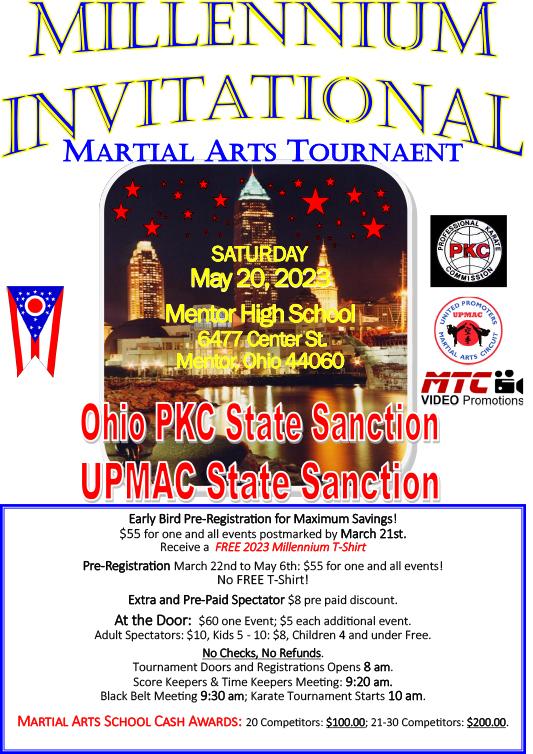 MILLENNIUM
INVITATIONAL
MARTIAL ARTS TOURNAENT
SATURDAY
May 20, 2023
Mentor High School
6477 Center St.
Mentor, Ohio 44060
PROFESSIONAL KARATE
PKC
COMMISSION
UNITED PROMOTERS
UPMAC
MARTIAL ARTS CIRCUIT
MTC
VIDEO Promotions
Ohio PKC State Sanction
UPMAC State Sanction
Early Bird Pre-Registration for Maximum Savings!
$55 for one and all events postmarked by March 21st.
Receive a FREE 2023 Millennium T-Shirt
Pre-Registration March 22nd to May 6th: $55 for one and all events!
No FREE T-Shirt!
Extra and Pre-Paid Spectator $8 pre paid discount.
At the Door: $60 one Event; $5 each additional event.
Adult Spectators: $10, Kids 5 - 10: $8, Children 4 and under Free.
No Checks, No Refunds.
Tournament Doors and Registrations Opens 8 am.
Score Keepers & Time Keepers Meeting: 9:20 am.
Black Belt Meeting 9:30 am; Karate Tournament Starts 10 am.
MARTIAL ARTS SCHOOL CASH AWARDS: 20 Competitors: $100.00; 21-30 Competitors: $200.00.